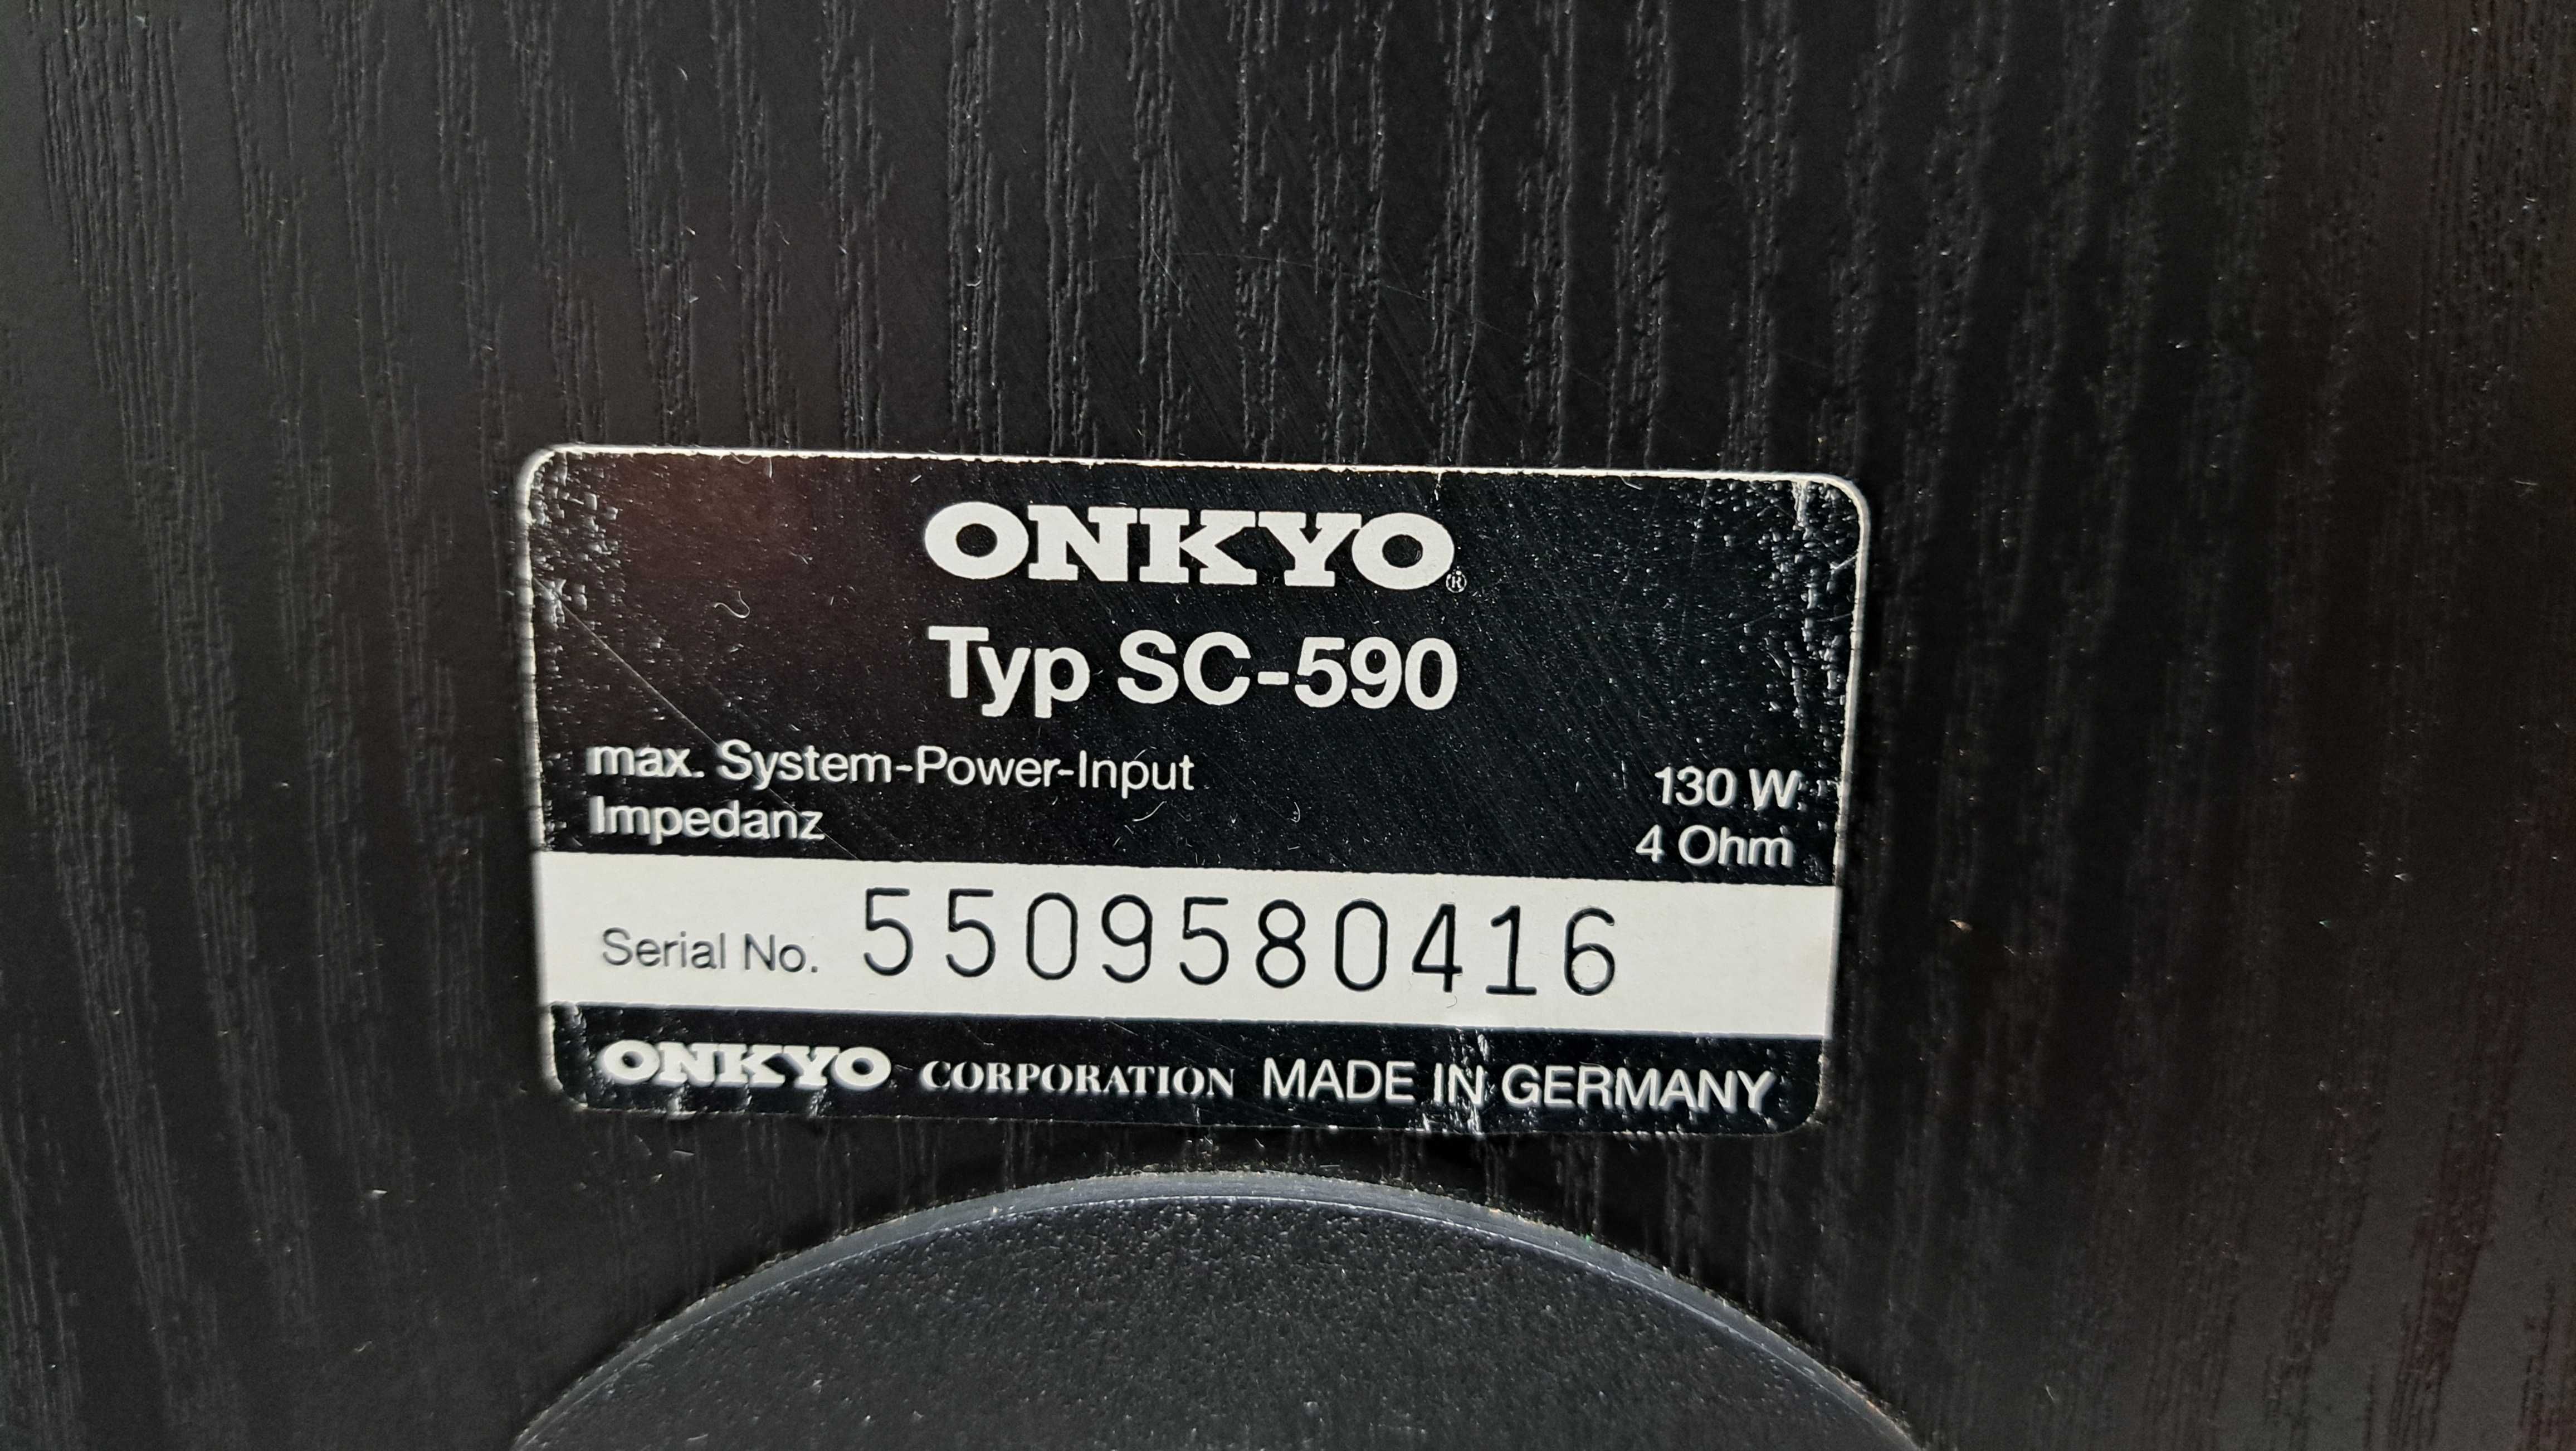 ONKYO®
Typ SC-590
max. System-Power-Input 130 W
Impedanz 4 Ohm
Serial No. 5509580416
ONKYO CORPORATION MADE IN GERMANY